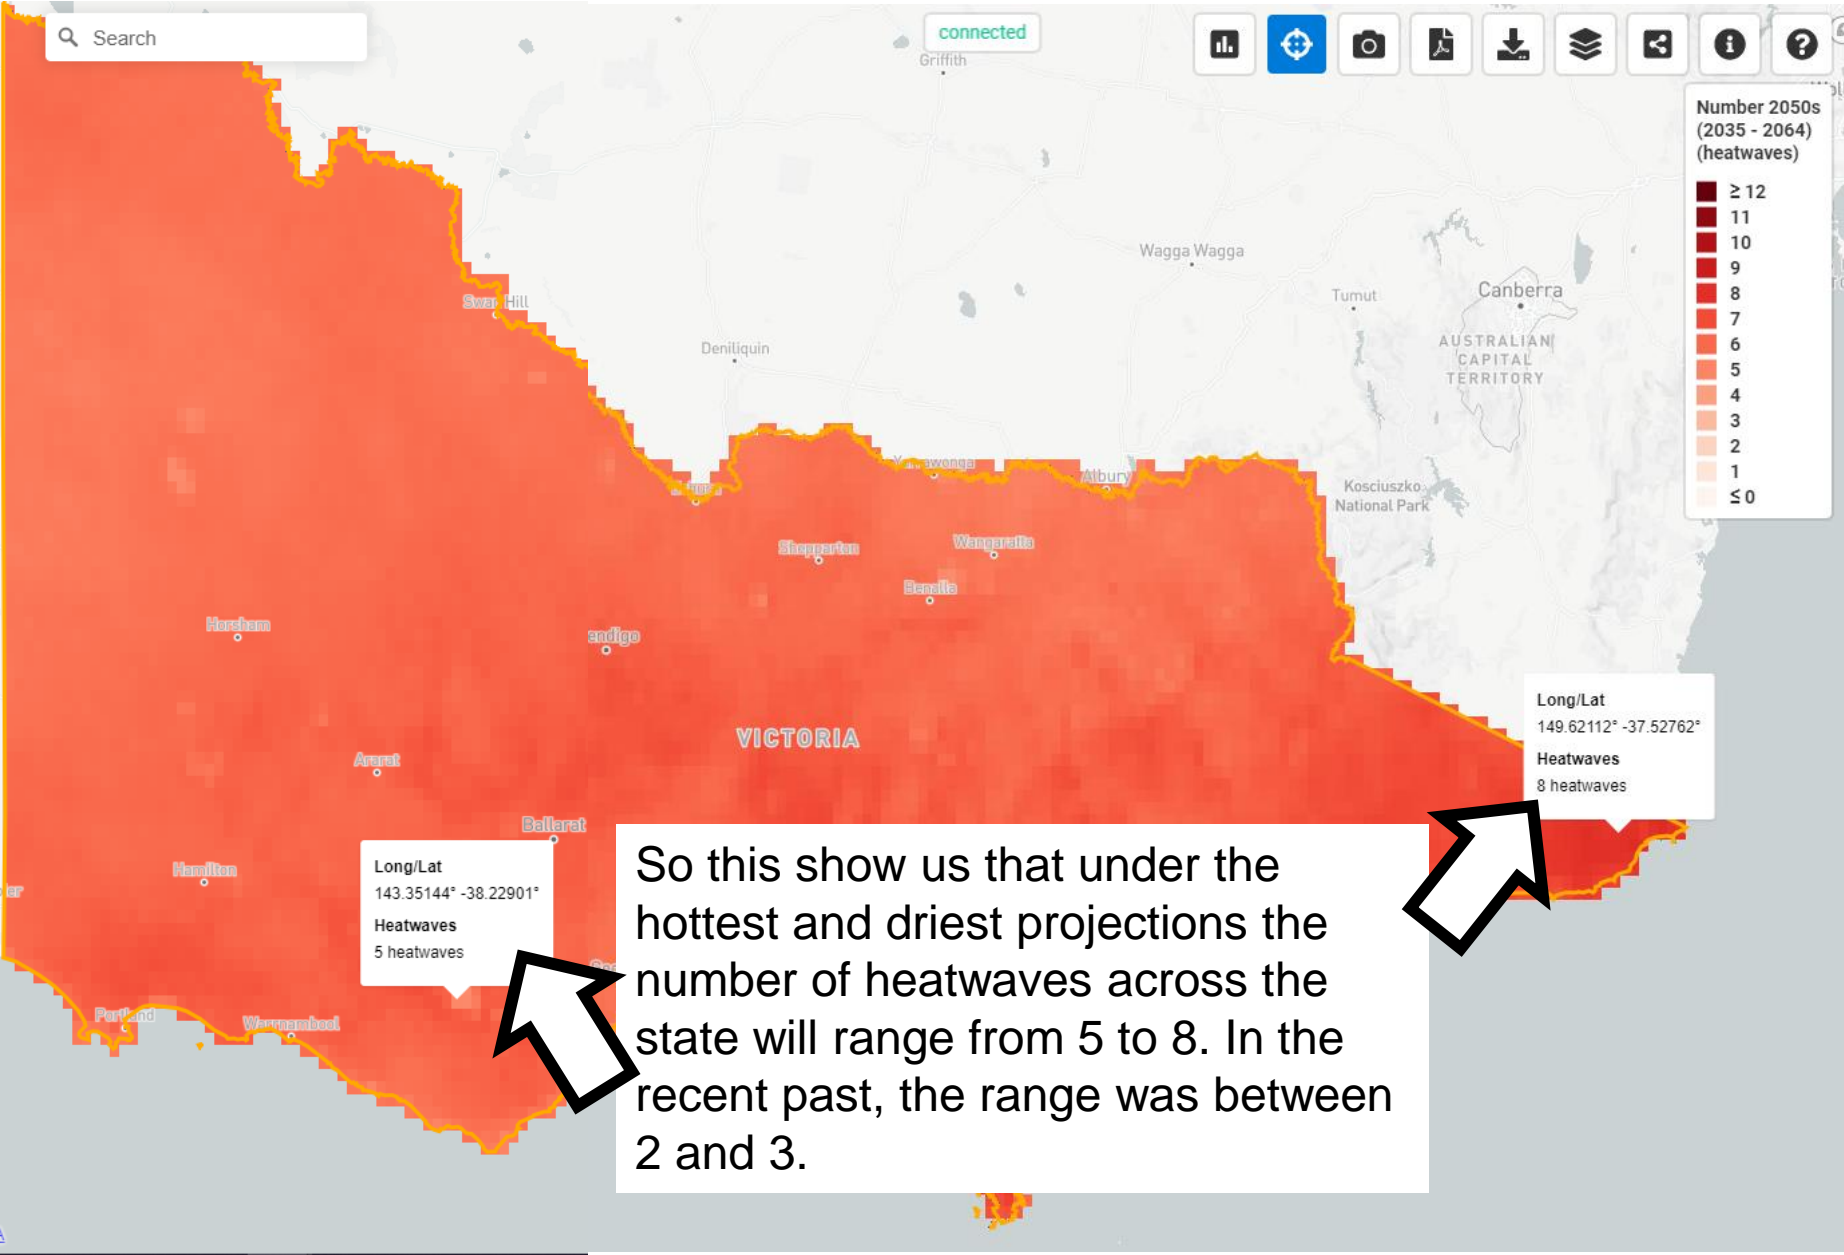 Search
connected
Griffith
Number 2050s
(2035 - 2064)
(heatwaves)
≥ 12
11
10
9
8
7
6
5
4
3
2
1
≤ 0
Wagga Wagga
Tumut
Canberra
AUSTRALIAN
CAPITAL
TERRITORY
Swan Hill
Deniliquin
Albury
Kosciuszko
National Park
Shepparton
Wangaratta
Benalla
Horsham
endigo
VICTORIA
Ararat
Ballarat
Hamilton
Long/Lat
149.62112° -37.52762°
Heatwaves
8 heatwaves
Long/Lat
143.35144° -38.22901°
Heatwaves
5 heatwaves
Portland
Warrnambool
So this show us that under the
hottest and driest projections the
number of heatwaves across the
state will range from 5 to 8. In the
recent past, the range was between
2 and 3.